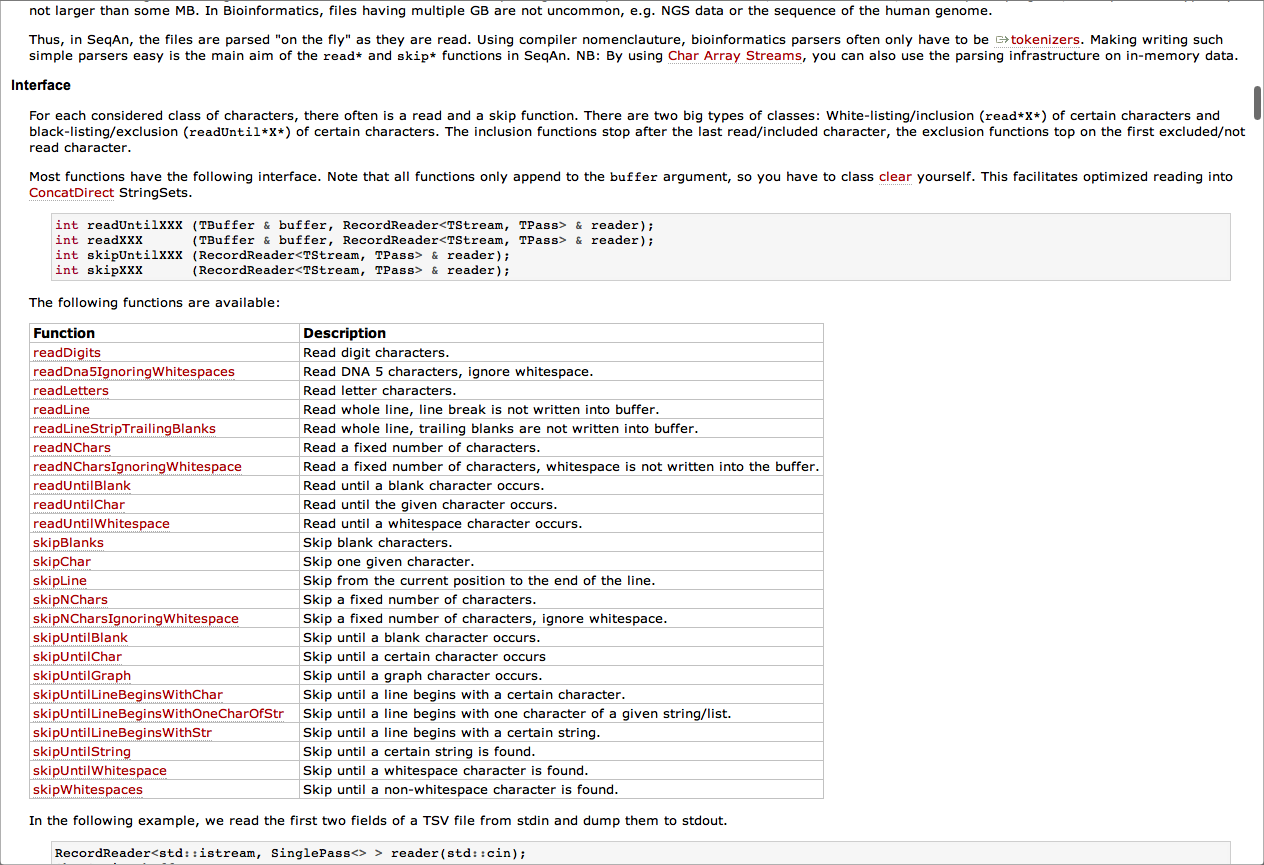 not larger than some MB. In Bioinformatics, files having multiple GB are not uncommon, e.g. NGS data or the sequence of the human genome.
Thus, in SeqAn, the files are parsed "on the fly" as they are read. Using compiler nomenclauture, bioinformatics parsers often only have to be tokenizers. Making writing such
simple parsers easy is the main aim of the read* and skip* functions in SeqAn. NB: By using Char Array Streams, you can also use the parsing infrastructure on in-memory data.
Interface
For each considered class of characters, there often is a read and a skip function. There are two big types of classes: White-listing/inclusion (read*X*) of certain characters and
black-listing/exclusion (readUntil*X*) of certain characters. The inclusion functions stop after the last read/included character, the exclusion functions top on the first excluded/not
read character.
Most functions have the following interface. Note that all functions only append to the buffer argument, so you have to class clear yourself. This facilitates optimized reading into
ConcatDirect StringSets.
int readUntilXXX (TBuffer & buffer, RecordReader<TStream, TPass> & reader);
int readXXX      (TBuffer & buffer, RecordReader<TStream, TPass> & reader);
int skipUntilXXX (RecordReader<TStream, TPass> & reader);
int skipXXX      (RecordReader<TStream, TPass> & reader);
The following functions are available:
Function Description
readDigits Read digit characters.
readDna5IgnoringWhitespaces Read DNA 5 characters, ignore whitespace.
readLetters Read letter characters.
readLine Read whole line, line break is not written into buffer.
readLineStripTrailingBlanks Read whole line, trailing blanks are not written into buffer.
readNChars Read a fixed number of characters.
readNCharsIgnoringWhitespace Read a fixed number of characters, whitespace is not written into the buffer.
readUntilBlank Read until a blank character occurs.
readUntilChar Read until the given character occurs.
readUntilWhitespace Read until a whitespace character occurs.
skipBlanks Skip blank characters.
skipChar Skip one given character.
skipLine Skip from the current position to the end of the line.
skipNChars Skip a fixed number of characters.
skipNCharsIgnoringWhitespace Skip a fixed number of characters, ignore whitespace.
skipUntilBlank Skip until a blank character occurs.
skipUntilChar Skip until a certain character occurs
skipUntilGraph Skip until a graph character occurs.
skipUntilLineBeginsWithChar Skip until a line begins with a certain character.
skipUntilLineBeginsWithOneCharOfStr Skip until a line begins with one character of a given string/list.
skipUntilLineBeginsWithStr Skip until a line begins with a certain string.
skipUntilString Skip until a certain string is found.
skipUntilWhitespace Skip until a whitespace character is found.
skipWhitespaces Skip until a non-whitespace character is found.
In the following example, we read the first two fields of a TSV file from stdin and dump them to stdout.
RecordReader<std::istream, SinglePass<> > reader(std::cin);